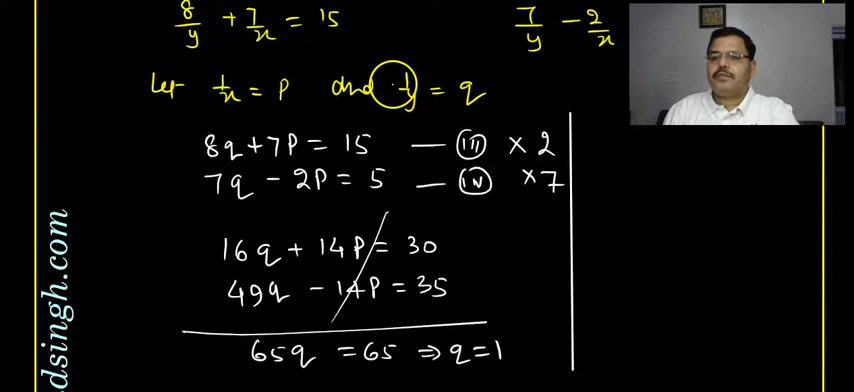 8/y + 7/x = 15    7/y - 2/x
Let 1/x = P and 1/y = q
8q + 7P = 15 — (iii) × 2
7q - 2P = 5 — (iv) × 7
16q + 14P = 30
49q - 14P = 35
65q = 65 ⇒ q = 1
dsingh.com